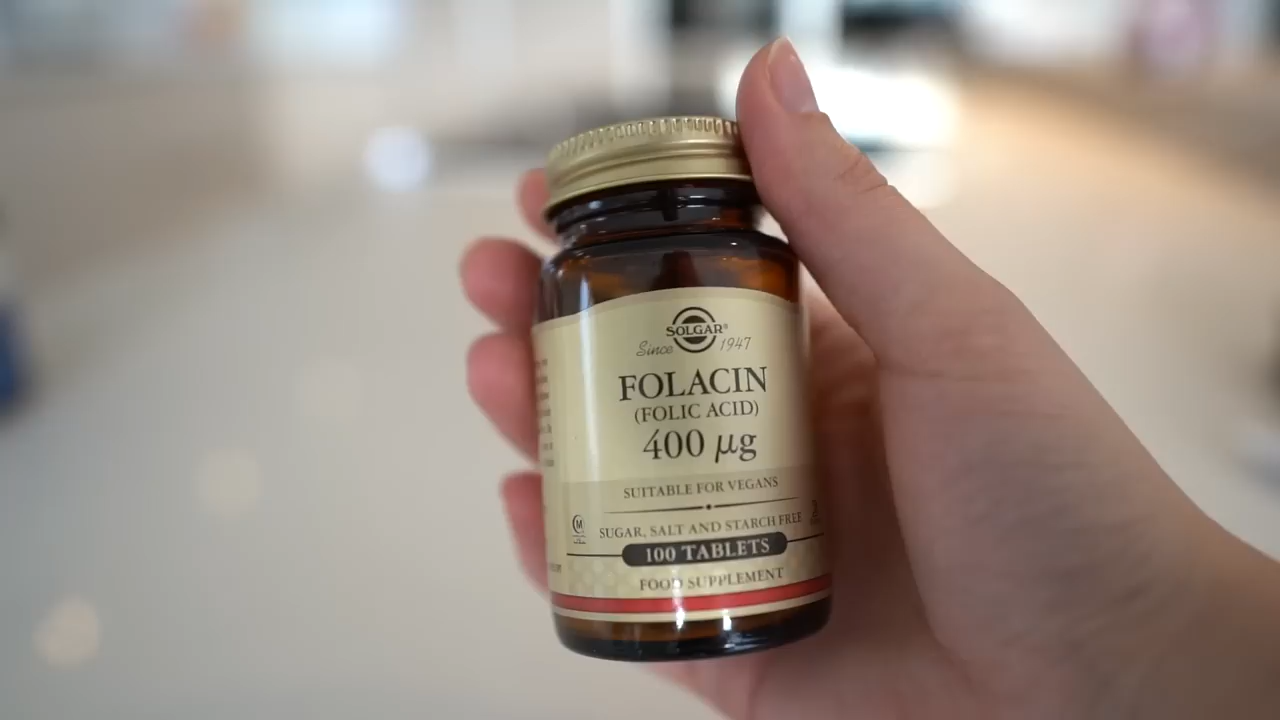 SOLGAR®
Since 1947
FOLACIN
(FOLIC ACID)
400 µg
SUITABLE FOR VEGANS
SUGAR, SALT AND STARCH FREE
100 TABLETS
FOOD SUPPLEMENT